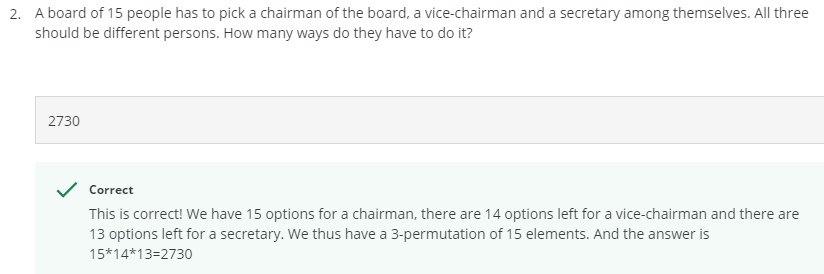 2. A board of 15 people has to pick a chairman of the board, a vice-chairman and a secretary among themselves. All three
should be different persons. How many ways do they have to do it?
2730
Correct
This is correct! We have 15 options for a chairman, there are 14 options left for a vice-chairman and there are
13 options left for a secretary. We thus have a 3-permutation of 15 elements. And the answer is
15*14*13=2730